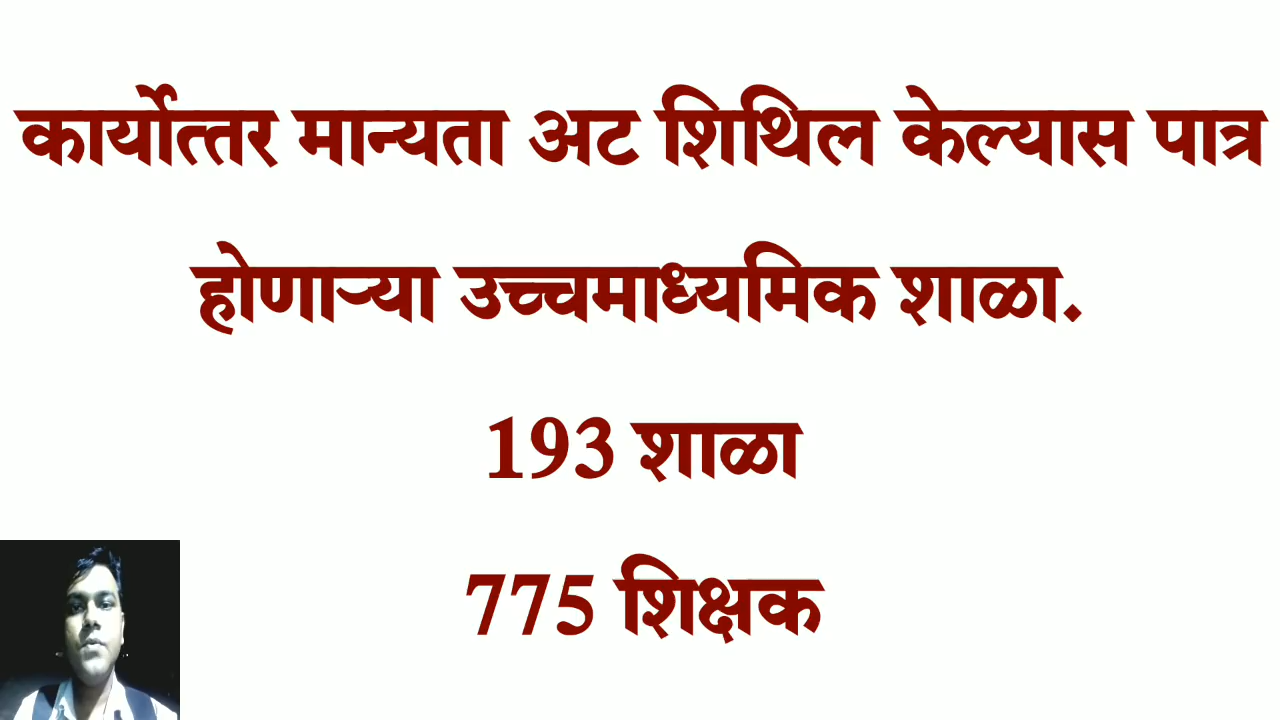 कार्योत्तर मान्यता अट शिथिल केल्यास पात्र
होणाऱ्या उच्चमाध्यमिक शाळा.
193 शाळा
775 शिक्षक